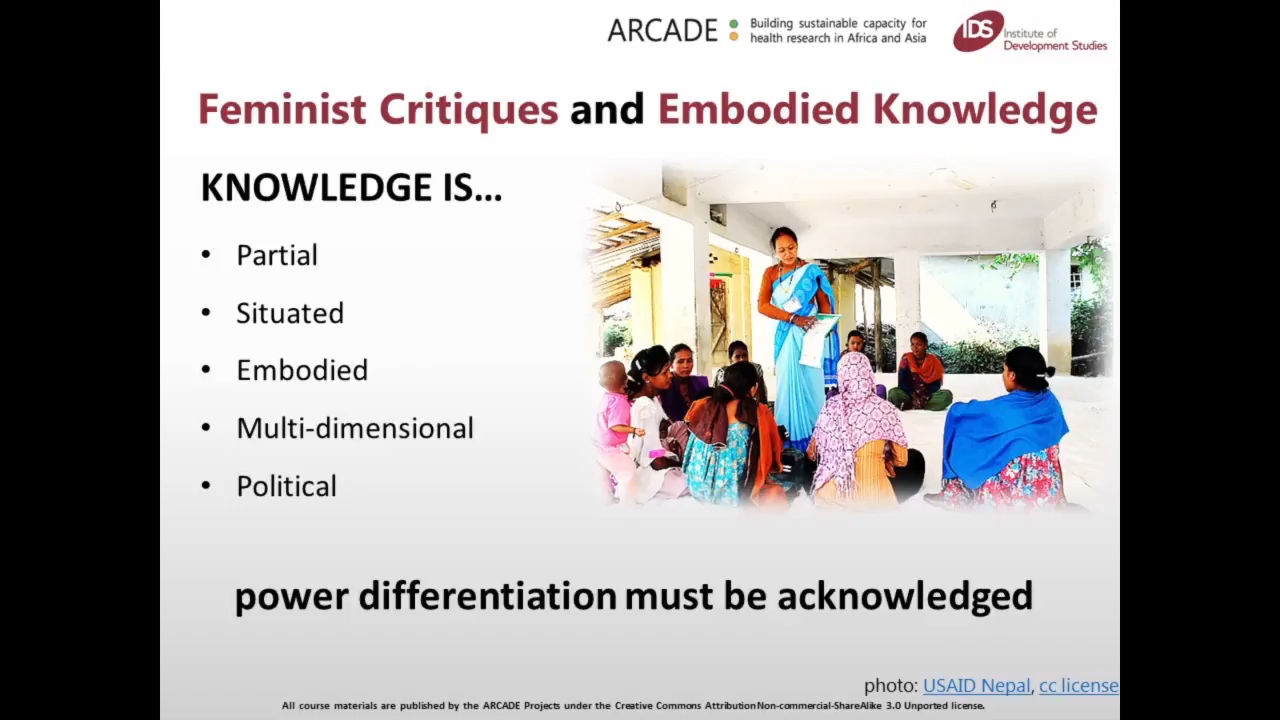 ARCADE
Building sustainable capacity for
health research in Africa and Asia
IDS
Institute of
Development Studies
Feminist Critiques and Embodied Knowledge
KNOWLEDGE IS...
• Partial
• Situated
• Embodied
• Multi-dimensional
• Political
power differentiation must be acknowledged
photo: USAID Nepal, cc license
All course materials are published by the ARCADE Projects under the Creative Commons Attribution Non-commercial-ShareAlike 3.0 Unported license.